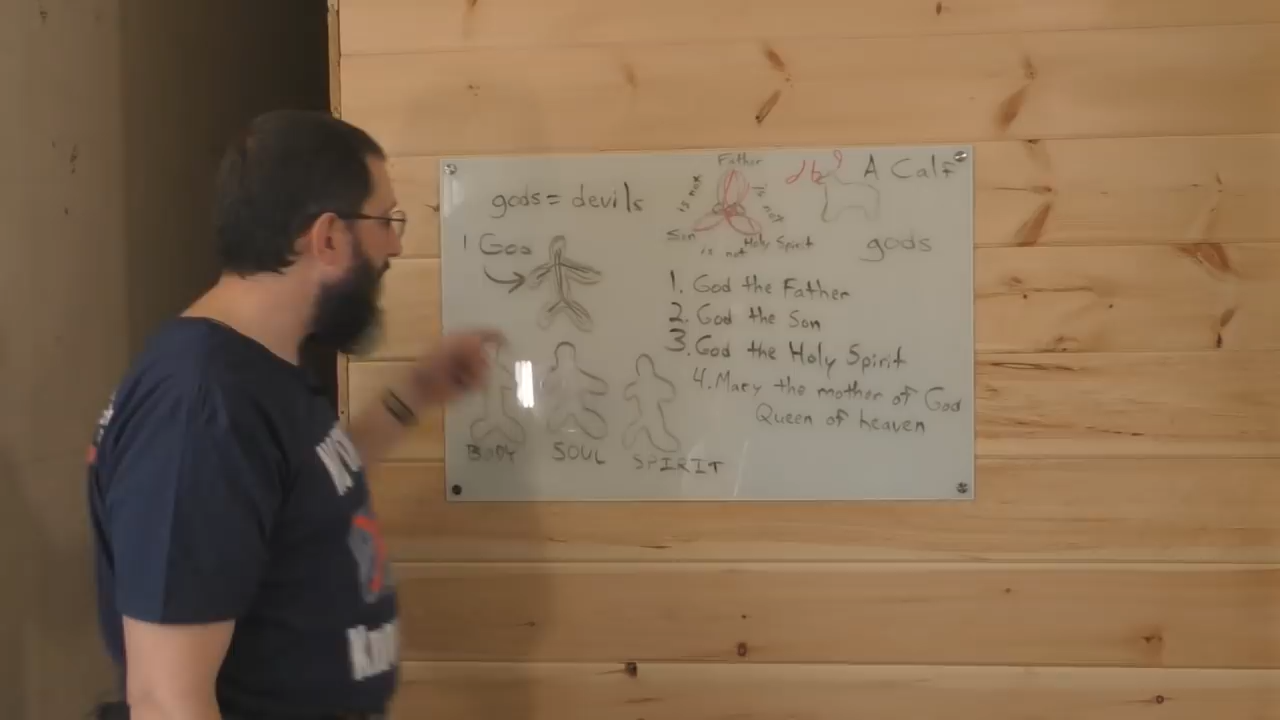 gods = devils
1 God
BODY SOUL SPIRIT
Father
is not
is not
Son
is not
Holy Spirit
A Calf
gods
1. God the Father
2. God the Son
3. God the Holy Spirit
4. Mary the mother of God
Queen of heaven